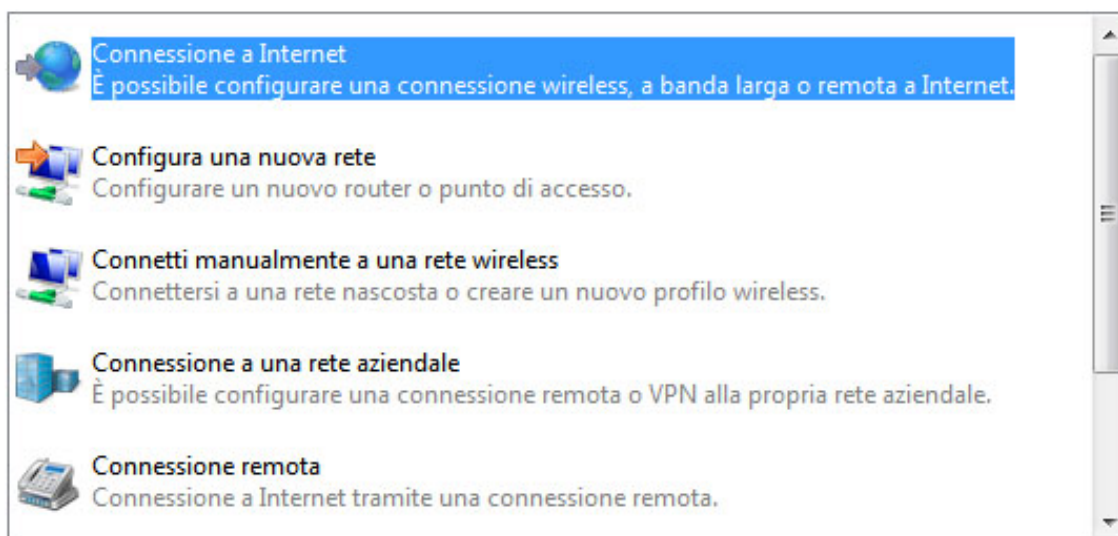 Connessione a Internet
È possibile configurare una connessione wireless, a banda larga o remota a Internet.
Configura una nuova rete
Configurare un nuovo router o punto di accesso.
Connetti manualmente a una rete wireless
Connettersi a una rete nascosta o creare un nuovo profilo wireless.
Connessione a una rete aziendale
È possibile configurare una connessione remota o VPN alla propria rete aziendale.
Connessione remota
Connessione a Internet tramite una connessione remota.